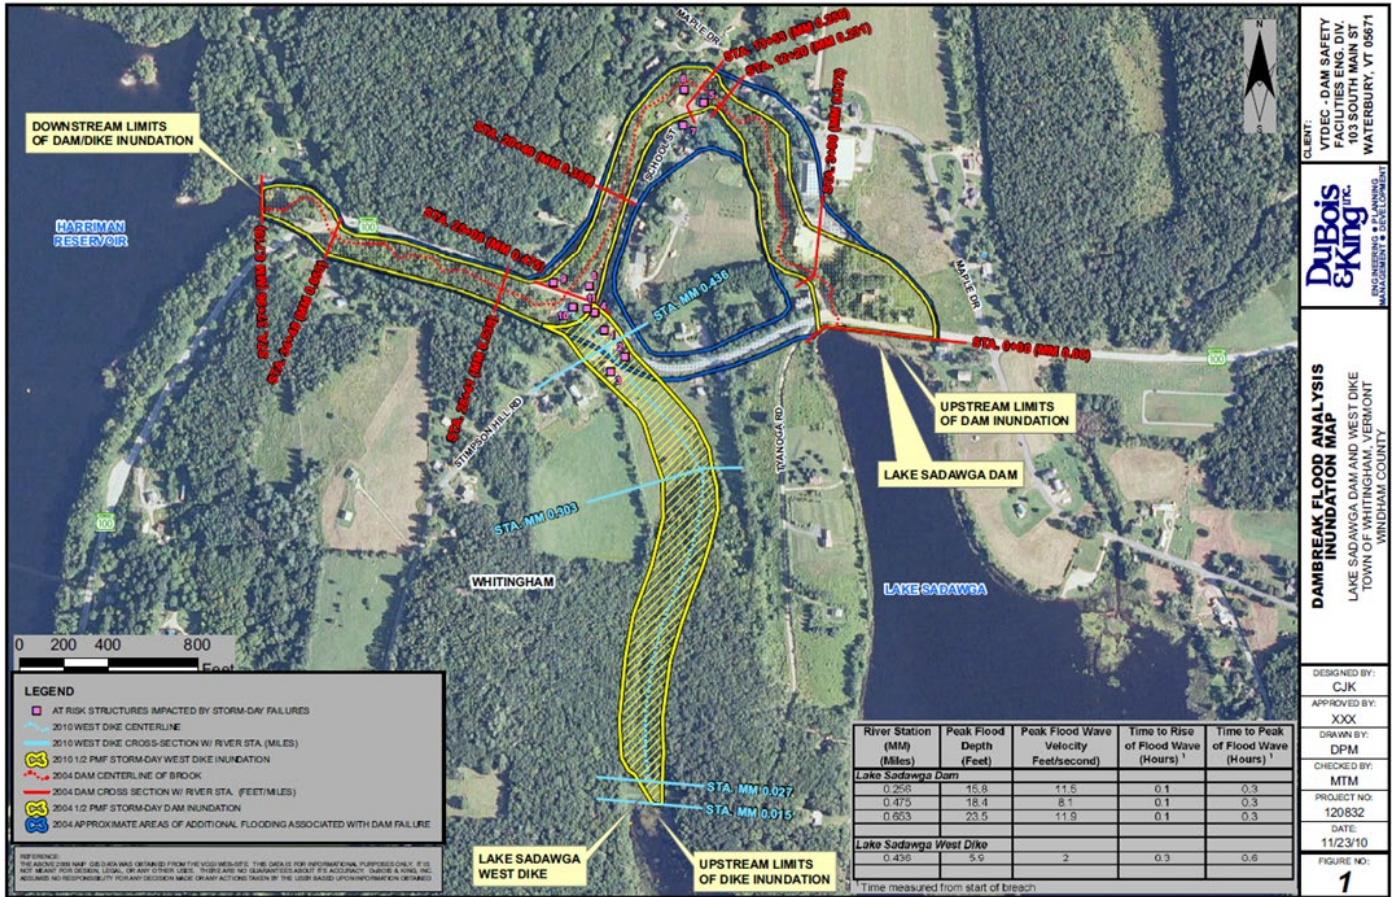 MAPLE DR
STA. 12+20 (MM 0.231)
DOWNSTREAM LIMITS
OF DAM/DIKE INUNDATION
HARRIMAN
RESERVOIR
SCHOOL ST
100
MAPLE DR
STA. MM 0.436
STA. 0+00 (MM 0.00)
100
STIMPSON HILL RD
UPSTREAM LIMITS
OF DAM INUNDATION
LAKE SADAWGA DAM
STA. MM 0.303
100
WHITINGHAM
LAKE SADAWGA
STA. MM 0.027
STA. MM 0.015
LAKE SADAWGA
WEST DIKE
UPSTREAM LIMITS
OF DIKE INUNDATION
0 200 400 800
Feet
LEGEND
AT RISK STRUCTURES IMPACTED BY STORM-DAY FAILURES
2010 WEST DIKE CENTERLINE
2010 WEST DIKE CROSS-SECTION W/ RIVER STA. (MILES)
2010 1/2 PMF STORM-DAY WEST DIKE INUNDATION
2004 DAM CENTERLINE OF BROOK
2004 DAM CROSS SECTION W/ RIVER STA. (FEET/MILES)
2004 1/2 PMF STORM-DAY DAM INUNDATION
2004 APPROXIMATE AREAS OF ADDITIONAL FLOODING ASSOCIATED WITH DAM FAILURE
REFERENCE:
River Station (MM) (Miles) Peak Flood Depth (Feet) Peak Flood Wave Velocity Feet/second) Time to Rise of Flood Wave (Hours) 1 Time to Peak of Flood Wave (Hours) 1
Lake Sadawga Dam
0.256 15.8 11.5 0.1 0.3
0.475 18.4 8.1 0.1 0.3
0.653 23.5 11.9 0.1 0.3
Lake Sadawga West Dike
0.436 5.9 2 0.3 0.6
1 Time measured from start of breach
CLIENT:
VTDEC - DAM SAFETY
FACILITIES ENG. DIV.
103 SOUTH MAIN ST
WATERBURY, VT 05671
DuBois
& King inc.
ENGINEERING • PLANNING
MANAGEMENT • DEVELOPMENT
DAMBREAK FLOOD ANALYSIS
INUNDATION MAP
LAKE SADAWGA DAM AND WEST DIKE
TOWN OF WHITINGHAM, VERMONT
WINDHAM COUNTY
DESIGNED BY:
CJK
APPROVED BY:
XXX
DRAWN BY:
DPM
CHECKED BY:
MTM
PROJECT NO:
120832
DATE:
11/23/10
FIGURE NO:
1